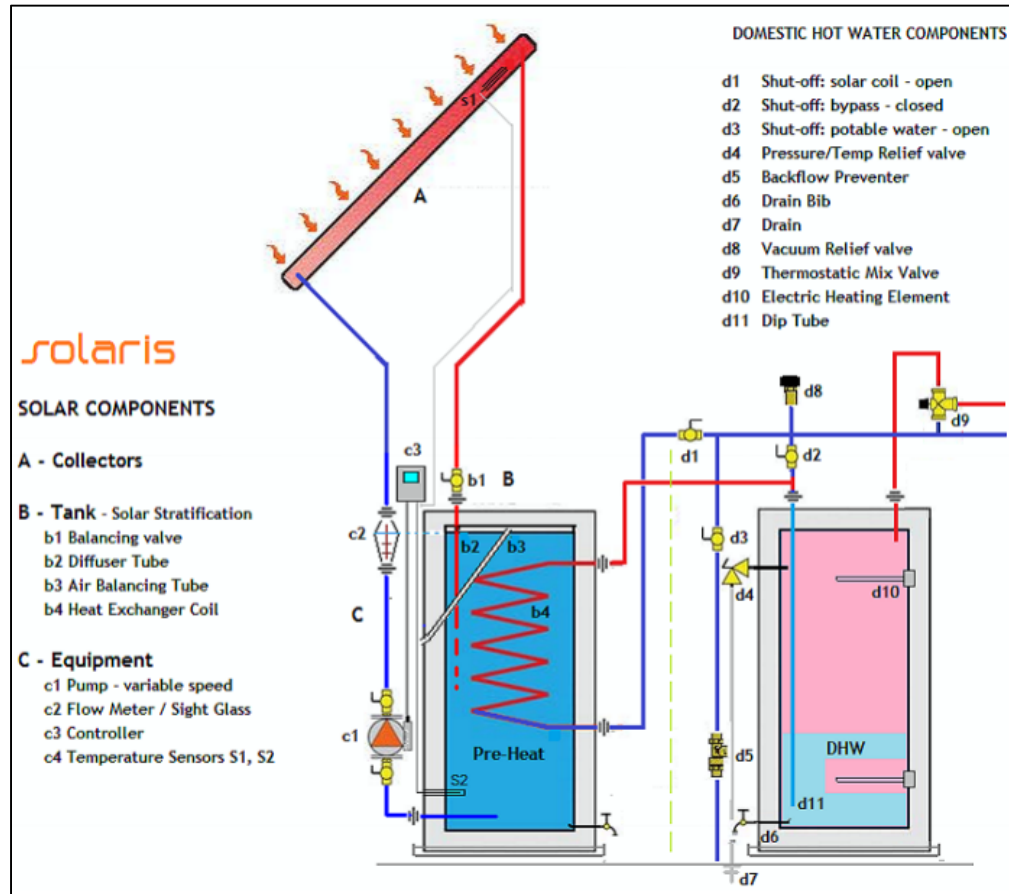 DOMESTIC HOT WATER COMPONENTS
d1 Shut-off: solar coil - open
d2 Shut-off: bypass - closed
d3 Shut-off: potable water - open
d4 Pressure/Temp Relief valve
d5 Backflow Preventer
d6 Drain Bib
d7 Drain
d8 Vacuum Relief valve
d9 Thermostatic Mix Valve
d10 Electric Heating Element
d11 Dip Tube
s1
A
solaris
SOLAR COMPONENTS
A - Collectors
B - Tank - Solar Stratification
b1 Balancing valve
b2 Diffuser Tube
b3 Air Balancing Tube
b4 Heat Exchanger Coil
C - Equipment
c1 Pump - variable speed
c2 Flow Meter / Sight Glass
c3 Controller
c4 Temperature Sensors S1, S2
c3
b1
B
c2
b2
b3
b4
C
c1
Pre-Heat
S2
d8
d9
d1
d2
d3
d4
d10
d5
DHW
d11
d6
d7